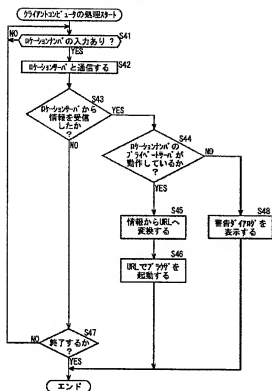 クライアントコンピュータの処理スタート
NO
S41
ロケーションナンバの入力あり ?
YES
S42
ロケーションサーバと通信する
S43
ロケーションサーバから
情報を受信
したか
?
YES
NO
S44
ロケーションナンバの
プライベートサーバが
動作しているか
?
NO
YES
S45
情報からURLへ
変換する
S48
警告ダイアログを
表示する
S46
URLでブラウザを
起動する
S47
終了するか
?
NO
YES
エンド